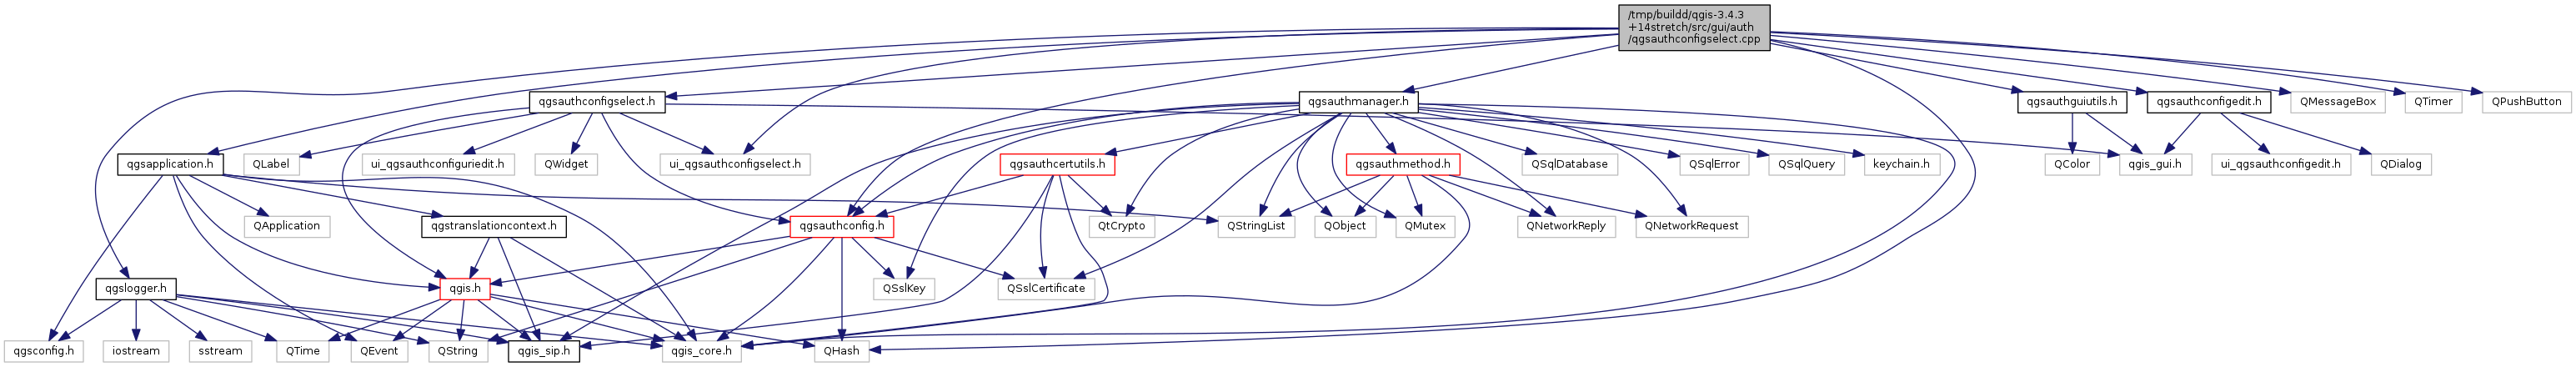 /tmp/buildd/qgis-3.4.3
+14stretch/src/gui/auth
/qgsauthconfigselect.cpp
qgsauthconfigselect.h
qgsauthmanager.h
qgsauthguiutils.h
qgsauthconfigedit.h
QMessageBox
QTimer
QPushButton
qgsapplication.h
QLabel
ui_qgsauthconfiguriedit.h
QWidget
ui_qgsauthconfigselect.h
qgsauthcertutils.h
qgsauthmethod.h
QSqlDatabase
QSqlError
QSqlQuery
keychain.h
QColor
qgis_gui.h
ui_qgsauthconfigedit.h
QDialog
QApplication
qgstranslationcontext.h
qgsauthconfig.h
QtCrypto
QStringList
QObject
QMutex
QNetworkReply
QNetworkRequest
qgslogger.h
qgis.h
QSslKey
QSslCertificate
qgsconfig.h
iostream
sstream
QTime
QEvent
QString
qgis_sip.h
qgis_core.h
QHash